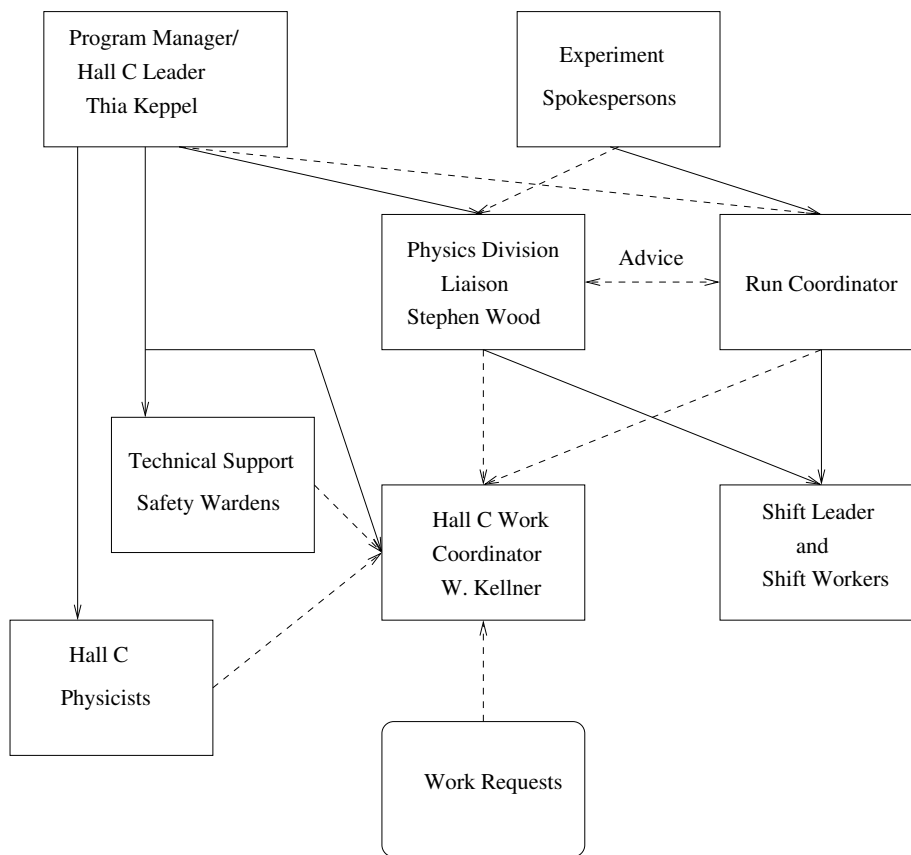 Program Manager/
Hall C Leader
Thia Keppel
Experiment
Spokespersons
Physics Division
Liaison
Stephen Wood
Advice
Run Coordinator
Technical Support
Safety Wardens
Hall C Work
Coordinator
W. Kellner
Shift Leader
and
Shift Workers
Hall C
Physicists
Work Requests